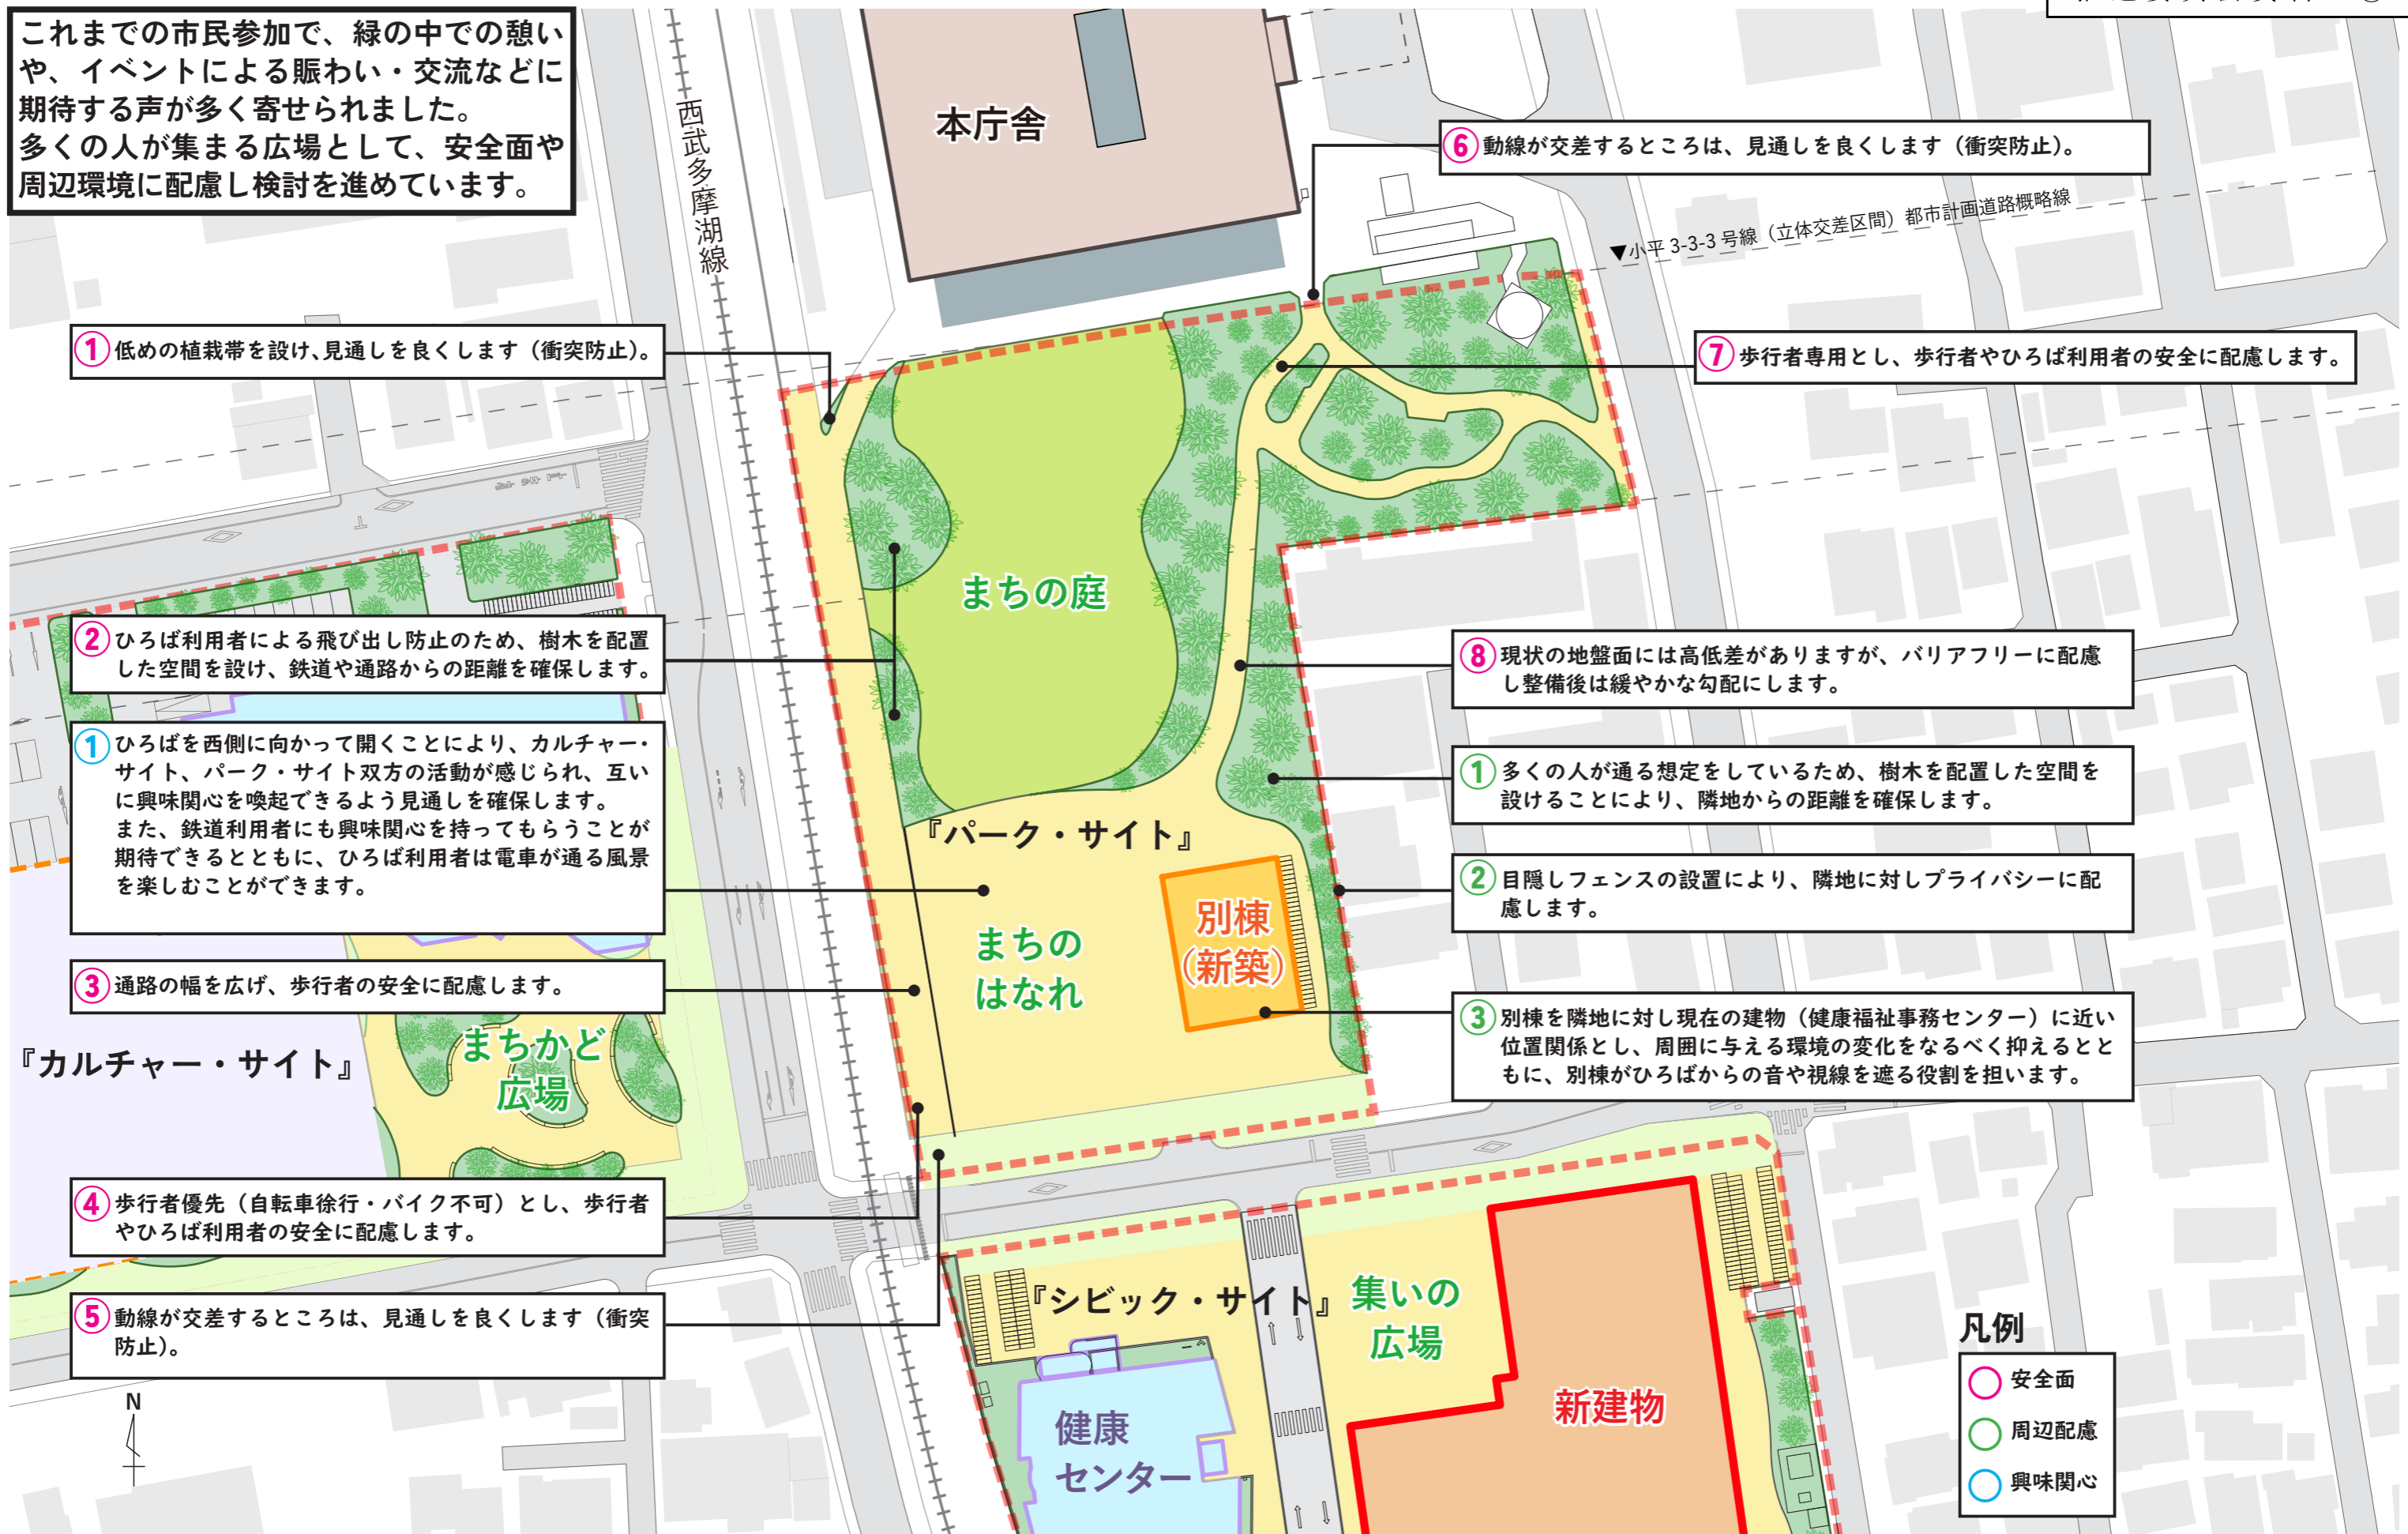 これまでの市民参加で、緑の中での憩い
や、イベントによる賑わい・交流などに
期待する声が多く寄せられました。
多くの人が集まる広場として、安全面や
周辺環境に配慮し検討を進めています。
西武多摩湖線
本庁舎
⑥動線が交差するところは、見通しを良くします（衝突防止）。
▼小平 3-3-3 号線（立体交差区間）都市計画道路概略線
①低めの植栽帯を設け、見通しを良くします（衝突防止）。
⑦歩行者専用とし、歩行者やひろば利用者の安全に配慮します。
まちの庭
②ひろば利用者による飛び出し防止のため、樹木を配置
した空間を設け、鉄道や通路からの距離を確保します。
⑧現状の地盤面には高低差がありますが、バリアフリーに配慮
し整備後は緩やかな勾配にします。
①ひろばを西側に向かって開くことにより、カルチャー・
サイト、パーク・サイト双方の活動が感じられ、互い
に興味関心を喚起できるよう見通しを確保します。
また、鉄道利用者にも興味関心を持ってもらうことが
期待できるとともに、ひろば利用者は電車が通る風景
を楽しむことができます。
①多くの人が通る想定をしているため、樹木を配置した空間を
設けることにより、隣地からの距離を確保します。
『パーク・サイト』
②目隠しフェンスの設置により、隣地に対しプライバシーに配
慮します。
別棟
（新築）
まちの
はなれ
③通路の幅を広げ、歩行者の安全に配慮します。
③別棟を隣地に対し現在の建物（健康福祉事務センター）に近い
位置関係とし、周囲に与える環境の変化をなるべく抑えるとと
もに、別棟がひろばからの音や視線を遮る役割を担います。
『カルチャー・サイト』
まちかど
広場
④歩行者優先（自転車徐行・バイク不可）とし、歩行者
やひろば利用者の安全に配慮します。
⑤動線が交差するところは、見通しを良くします（衝突
防止）。
『シビック・サイト』
集いの
広場
新建物
健康
センター
N
凡例
安全面
周辺配慮
興味関心